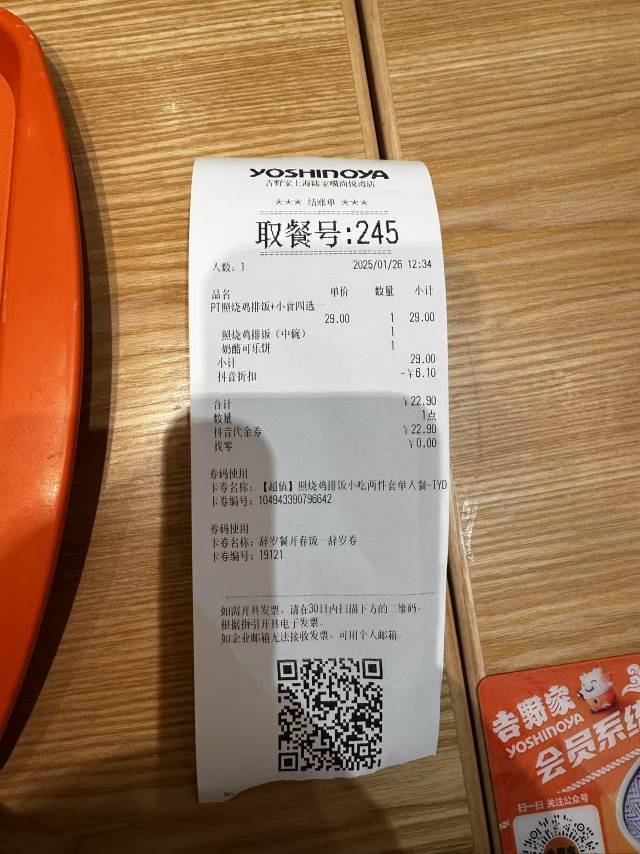 YOSHINOYA
吉野家上海陆家嘴尚悦湾店
*** 结账单 ***
取餐号:245
人数: 1 2025/01/26 12:34
品名 单价 数量 小计
PT照烧鸡排饭+小食四选一
29.00 1 29.00
照烧鸡排饭（中碗） 1
奶酪可乐饼 1
小计 29.00
抖音折扣 -¥6.10
合计 ¥22.90
数量 1点
抖音代金券 ¥22.90
找零 ¥0.00
券码使用
卡券名称: 【超值】照烧鸡排饭小吃两件套单人餐-TYD
卡券编号: 104943390796642
券码使用
卡券名称: 辞岁餐开春饭—辞岁券
卡券编号: 19121
如需开具发票, 请在30日内扫描下方的二维码,
根据指引开具电子发票.
如企业邮箱无法接收发票, 可用个人邮箱.
NO
吉野家
YOSHINOYA
会员系统
扫一扫 关注公众号